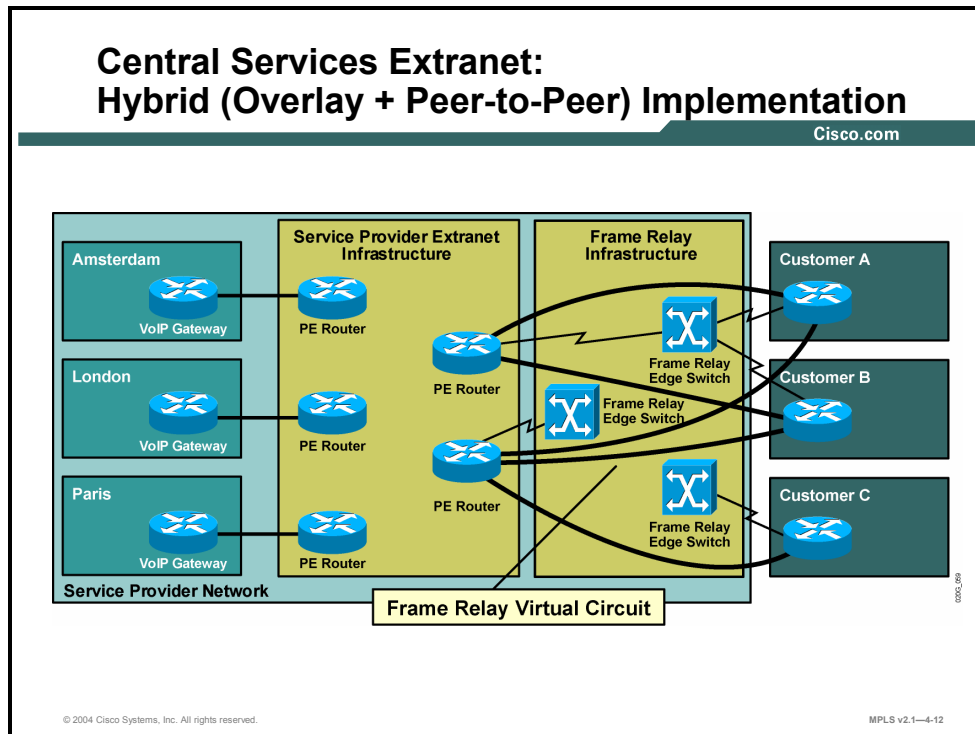 Central Services Extranet:
Hybrid (Overlay + Peer-to-Peer) Implementation
Cisco.com
Service Provider Extranet
Infrastructure
Frame Relay
Infrastructure
Amsterdam
VoIP Gateway
PE Router
London
VoIP Gateway
PE Router
Paris
VoIP Gateway
PE Router
PE Router
PE Router
Frame Relay
Edge Switch
Frame Relay
Edge Switch
Frame Relay
Edge Switch
Customer A
Customer B
Customer C
Service Provider Network
Frame Relay Virtual Circuit
020G_059
© 2004 Cisco Systems, Inc. All rights reserved.
MPLS v2.1—4-12